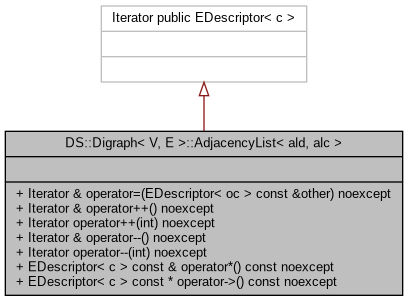 Iterator public EDescriptor< c >
DS::Digraph< V, E >::AdjacencyList< ald, alc >
+ Iterator & operator=(EDescriptor< oc > const &other) noexcept
+ Iterator & operator++() noexcept
+ Iterator operator++(int) noexcept
+ Iterator & operator--() noexcept
+ Iterator operator--(int) noexcept
+ EDescriptor< c > const & operator*() const noexcept
+ EDescriptor< c > const * operator->() const noexcept